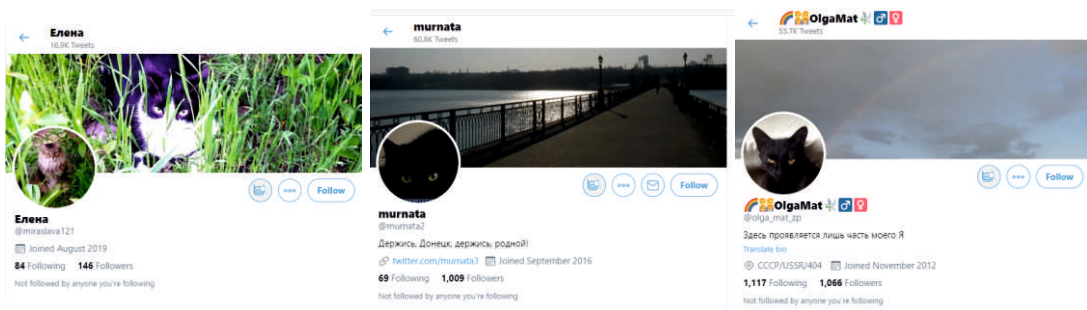 Елена
16.9K Tweets
Follow
Елена
@miraslava121
Joined August 2019
84 Following 146 Followers
Not followed by anyone you're following
murnata
60.8K Tweets
Follow
murnata
@murnata2
Держись, Донецк, держись, родной!
twitter.com/murnata3 Joined September 2016
69 Following 1,009 Followers
Not followed by anyone you're following
🌈👯OlgaMat🕊️♂️♀️
55.7K Tweets
Follow
🌈👯OlgaMat🕊️♂️♀️
@olga_mat_zp
Здесь проявляется лишь часть моего Я
Translate bio
СССР/USSR/404 Joined November 2012
1,117 Following 1,066 Followers
Not followed by anyone you're following